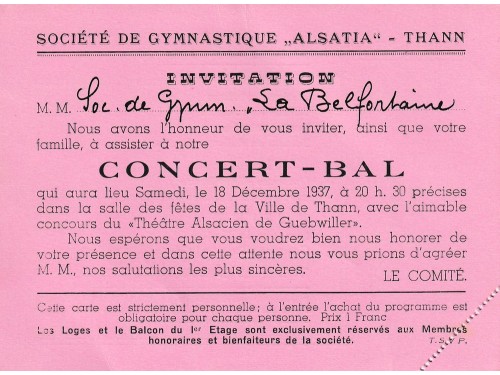 SOCIÉTÉ DE GYMNASTIQUE „ALSATIA“ - THANN
INVITATION
M. M. Soc. de Gymn. „La Belfortaine
Nous avons l'honneur de vous inviter, ainsi que votre
famille, à assister à notre
CONCERT-BAL
qui aura lieu Samedi, le 18 Décembre 1937, à 20 h. 30 précises
dans la salle des fêtes de la Ville de Thann, avec l'aimable
concours du «Théâtre Alsacien de Guebwiller».
Nous espérons que vous voudrez bien nous honorer de
votre présence et dans cette attente nous vous prions d'agréer
M. M., nos salutations les plus sincères.
LE COMITÉ.
Cette carte est strictement personnelle; à l'entrée l'achat du programme est
obligatoire pour chaque personne. Prix 1 Franc
Les Loges et le Balcon du 1er Etage sont exclusivement réservés aux Membres
honoraires et bienfaiteurs de la société.
T. S. V. P.